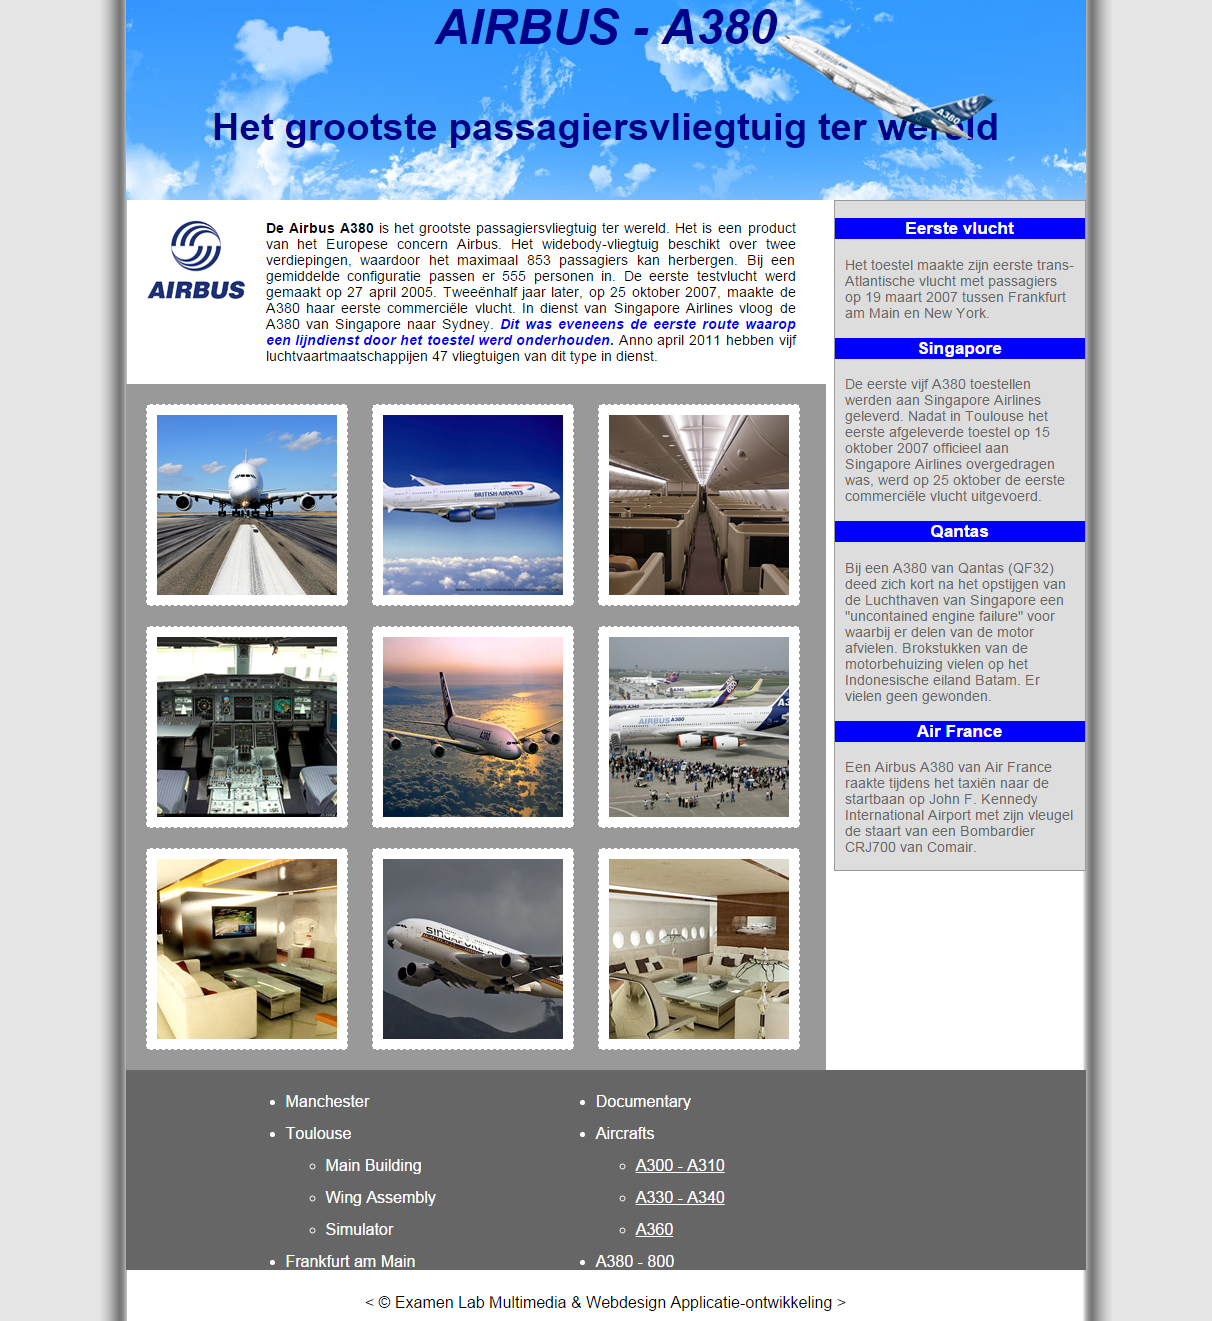 AIRBUS - A380
A380
Het grootste passagiersvliegtuig ter wereld
AIRBUS
De Airbus A380 is het grootste passagiersvliegtuig ter wereld. Het is een product
van het Europese concern Airbus. Het widebody-vliegtuig beschikt over twee
verdiepingen, waardoor het maximaal 853 passagiers kan herbergen. Bij een
gemiddelde configuratie passen er 555 personen in. De eerste testvlucht werd
gemaakt op 27 april 2005. Tweeënhalf jaar later, op 25 oktober 2007, maakte de
A380 haar eerste commerciële vlucht. In dienst van Singapore Airlines vloog de
A380 van Singapore naar Sydney. Dit was eveneens de eerste route waarop
een lijndienst door het toestel werd onderhouden. Anno april 2011 hebben vijf
luchtvaartmaatschappijen 47 vliegtuigen van dit type in dienst.
BRITISH AIRWAYS
A380
AIRBUS A380
SINGAPORE
Eerste vlucht
Het toestel maakte zijn eerste trans-
Atlantische vlucht met passagiers
op 19 maart 2007 tussen Frankfurt
am Main en New York.
Singapore
De eerste vijf A380 toestellen
werden aan Singapore Airlines
geleverd. Nadat in Toulouse het
eerste afgeleverde toestel op 15
oktober 2007 officieel aan
Singapore Airlines overgedragen
was, werd op 25 oktober de eerste
commerciële vlucht uitgevoerd.
Qantas
Bij een A380 van Qantas (QF32)
deed zich kort na het opstijgen van
de Luchthaven van Singapore een
"uncontained engine failure" voor
waarbij er delen van de motor
afvielen. Brokstukken van de
motorbehuizing vielen op het
Indonesische eiland Batam. Er
vielen geen gewonden.
Air France
Een Airbus A380 van Air France
raakte tijdens het taxiën naar de
startbaan op John F. Kennedy
International Airport met zijn vleugel
de staart van een Bombardier
CRJ700 van Comair.
Manchester
Toulouse
Main Building
Wing Assembly
Simulator
Frankfurt am Main
Documentary
Aircrafts
A300 - A310
A330 - A340
A360
A380 - 800
< © Examen Lab Multimedia & Webdesign Applicatie-ontwikkeling >